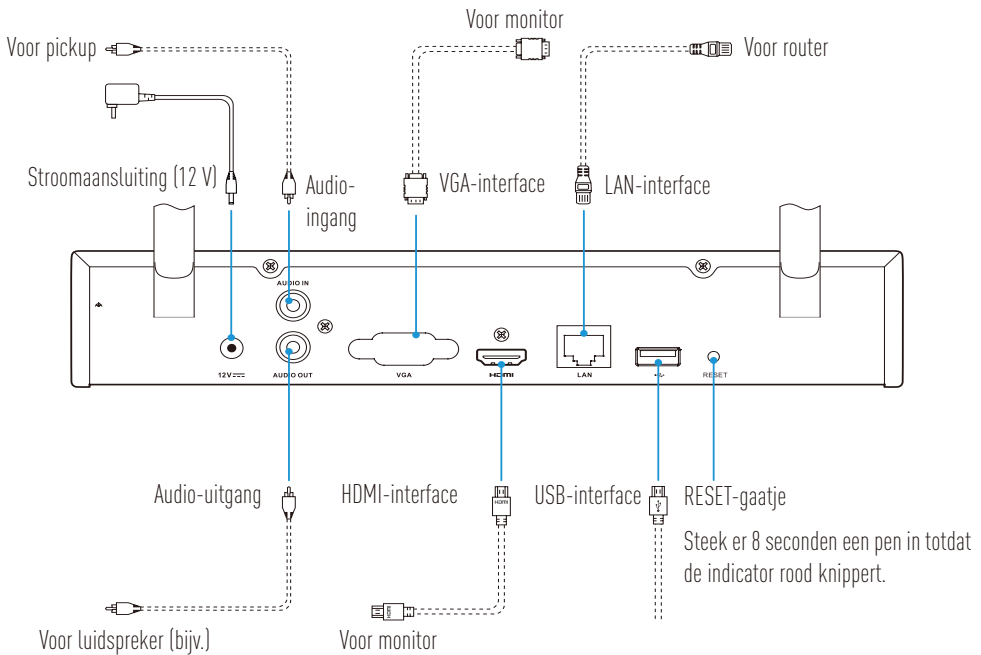 Voor monitor
Voor pickup
Voor router
Stroomaansluiting (12 V)
Audio-
ingang
VGA-interface
LAN-interface
AUDIO IN
12V
AUDIO OUT
VGA
HDMI
LAN
RESET
Audio-uitgang
HDMI-interface
HDMI
USB-interface
RESET-gaatje
Steek er 8 seconden een pen in totdat
de indicator rood knippert.
HDMI
Voor luidspreker (bijv.)
Voor monitor